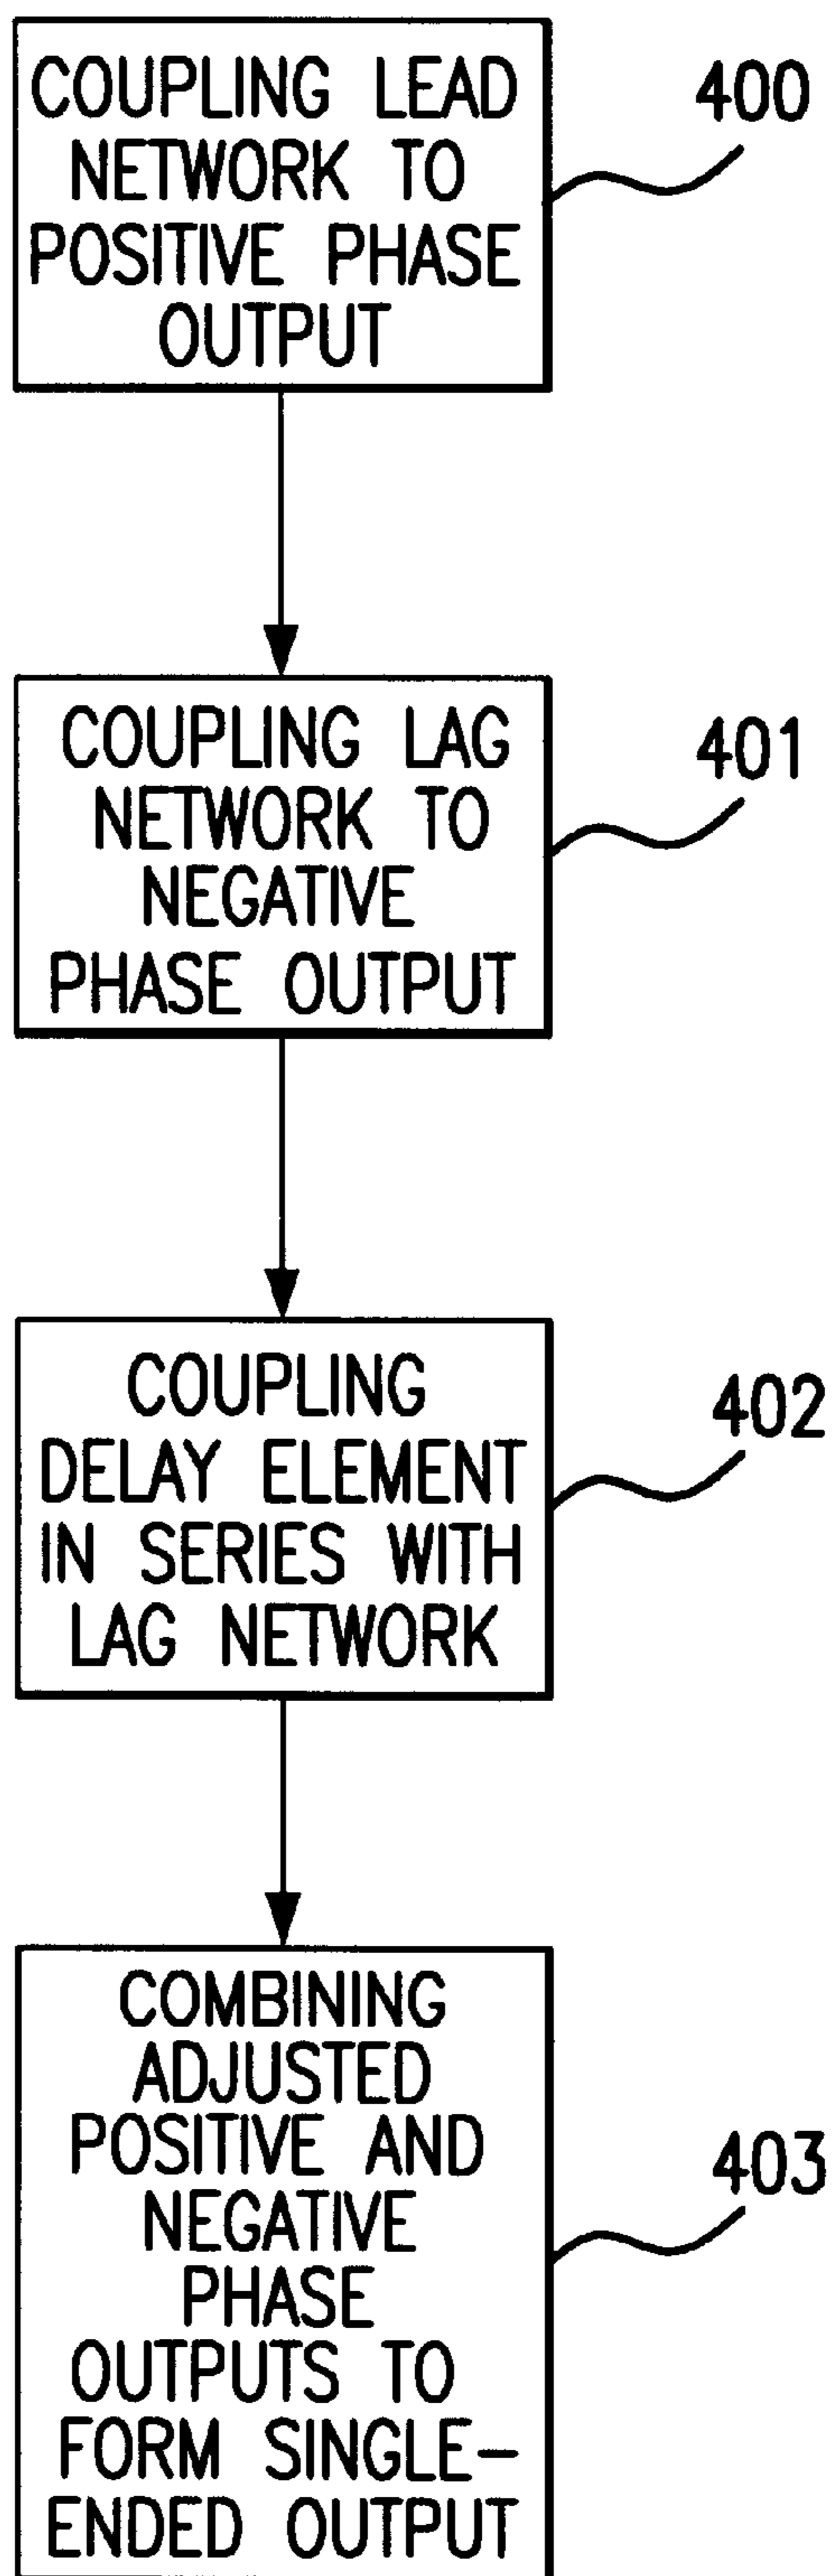 COUPLING LEAD
NETWORK TO
POSITIVE PHASE
OUTPUT
400
COUPLING LAG
NETWORK TO
NEGATIVE
PHASE OUTPUT
401
COUPLING
DELAY ELEMENT
IN SERIES WITH
LAG NETWORK
402
COMBINING
ADJUSTED
POSITIVE AND
NEGATIVE
PHASE
OUTPUTS TO
FORM SINGLE-
ENDED OUTPUT
403